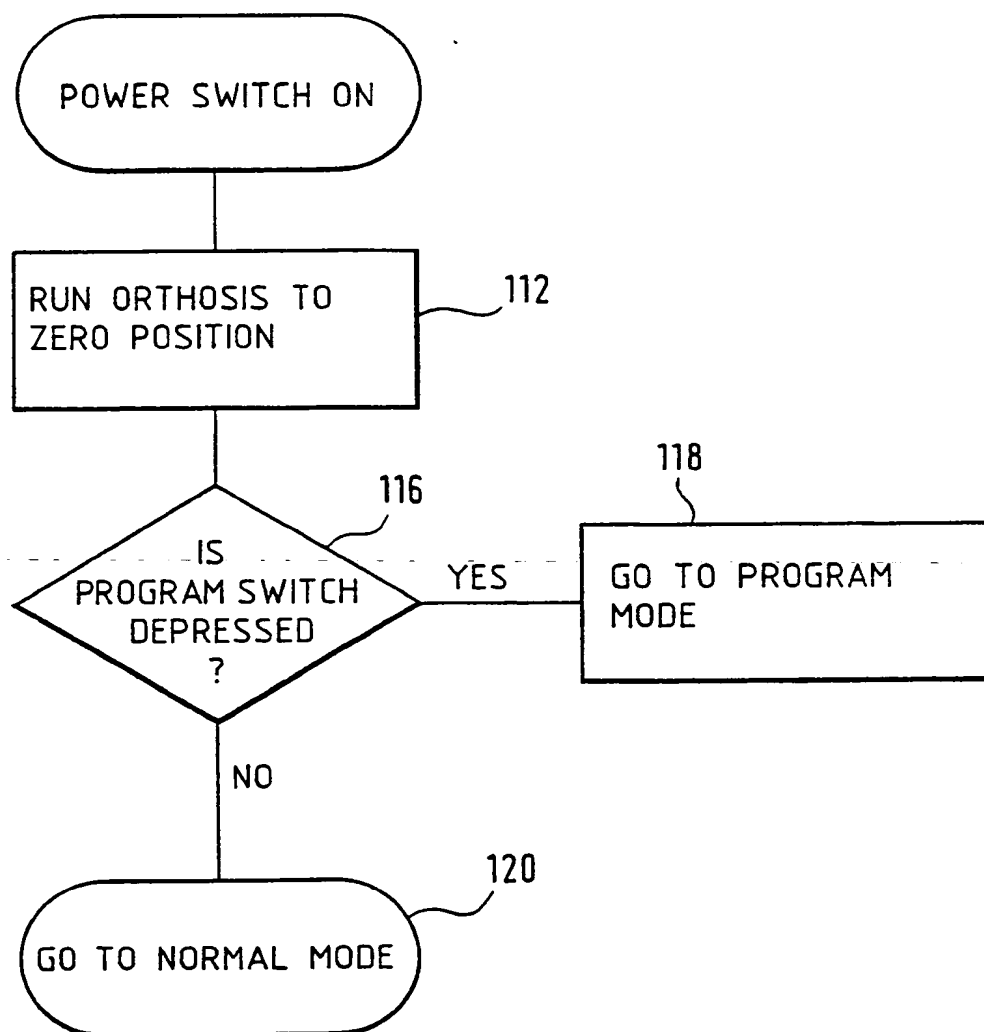 POWER SWITCH ON
RUN ORTHOSIS TO
ZERO POSITION
112
116
IS
PROGRAM SWITCH
DEPRESSED
?
YES
118
GO TO PROGRAM
MODE
NO
120
GO TO NORMAL MODE